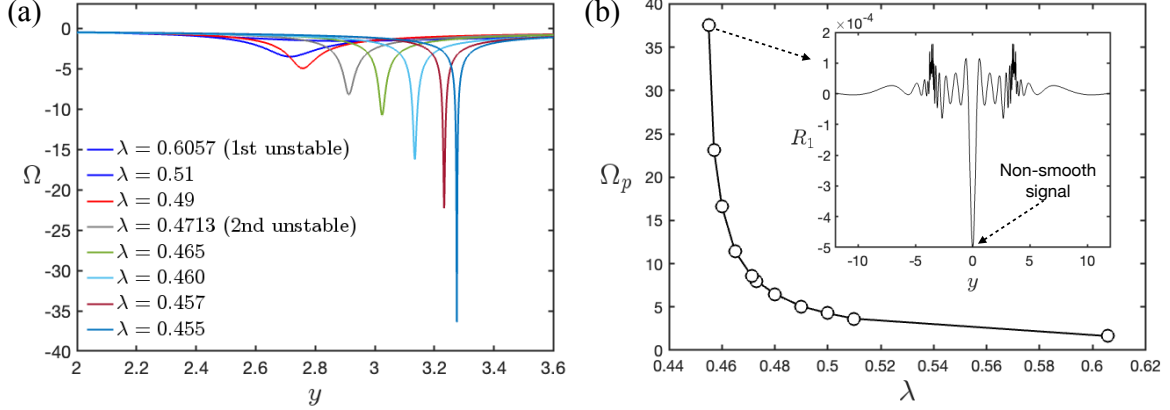 (a)
0
-5
-10
-15
-20
-25
-30
-35
-40
Ω
λ = 0.6057 (1st unstable)
λ = 0.51
λ = 0.49
λ = 0.4713 (2nd unstable)
λ = 0.465
λ = 0.460
λ = 0.457
λ = 0.455
2 2.2 2.4 2.6 2.8 3 3.2 3.4 3.6
y
(b)
40
35
30
25
20
15
10
5
0
Ωp
0.44 0.46 0.48 0.5 0.52 0.54 0.56 0.58 0.6 0.62
λ
×10⁻⁴
2
1
0
-1
-2
-3
-4
-5
R₁
Non-smooth
signal
-10 -5 0 5 10
y